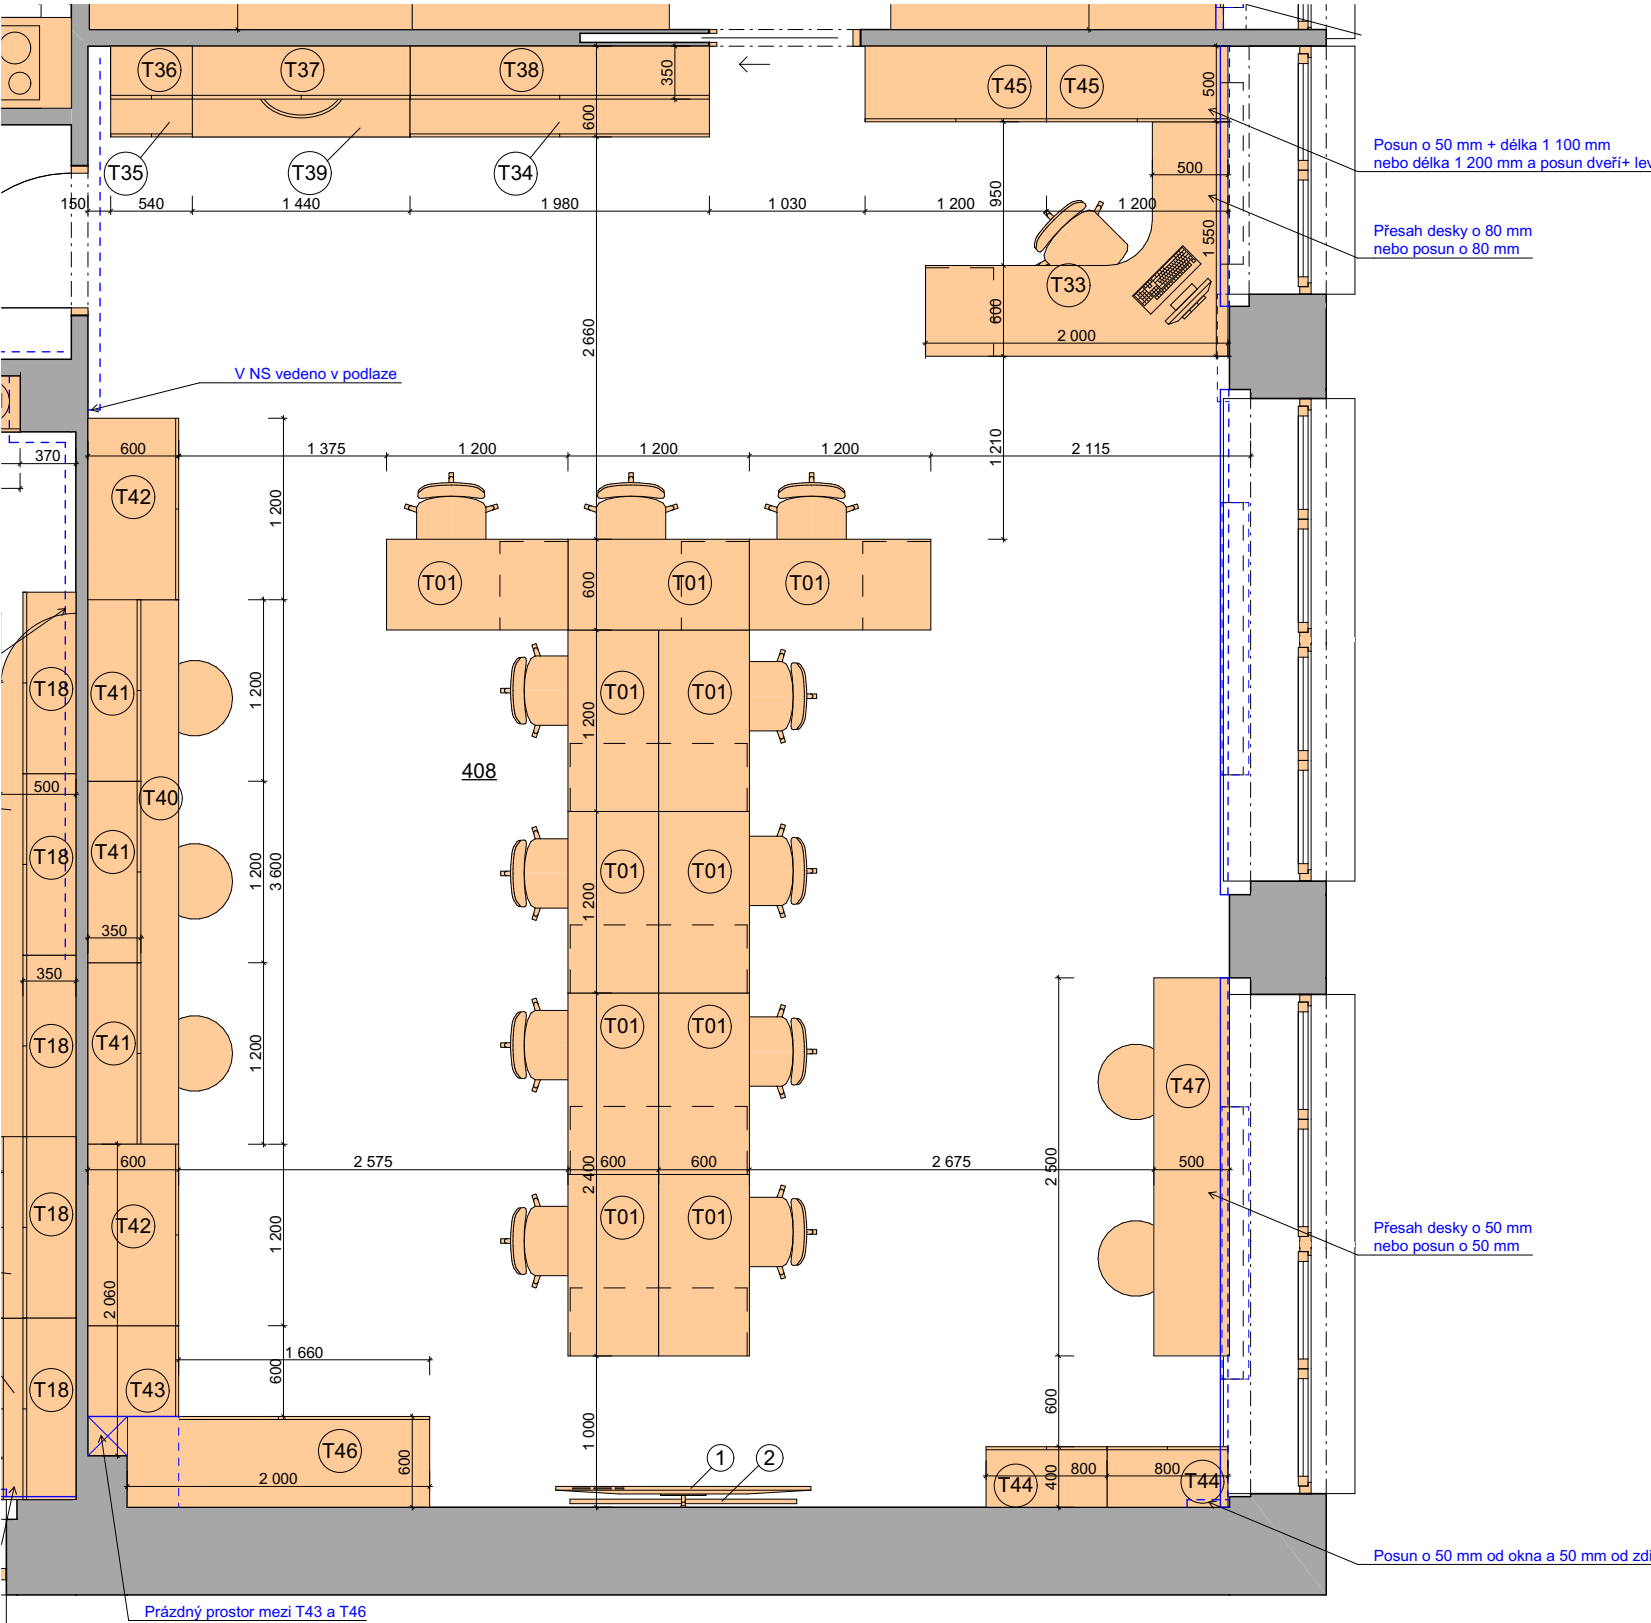 T36
T37
T38
350
T45
T45
500
600
Posun o 50 mm + délka 1 100 mm
nebo délka 1 200 mm a posun dveří+
T35
T39
T34
500
950
150
540
1 440
1 980
1 030
1 200
1 200
1 550
Přesah desky o 80 mm
nebo posun o 80 mm
T33
600
2 000
2 660
V NS vedeno v podlaze
370
600
1 375
1 200
1 200
1 200
1 210
2 115
T42
1 200
T01
T01
T01
600
T18
T41
1 200
T01
T01
1 200
408
500
T40
T18
T41
1 200
3 600
T01
T01
1 200
350
350
T18
T41
1 200
T01
T01
T47
600
2 575
600
600
2 675
500
2 400
2 500
T18
T42
1 200
T01
T01
Přesah desky o 50 mm
nebo posun o 50 mm
2 060
1 660
600
T18
T43
600
1 000
T46
600
2 000
1
2
T44
800
400
800
T44
Posun o 50 mm od okna a 50 mm od zdi
Prázdný prostor mezi T43 a T46